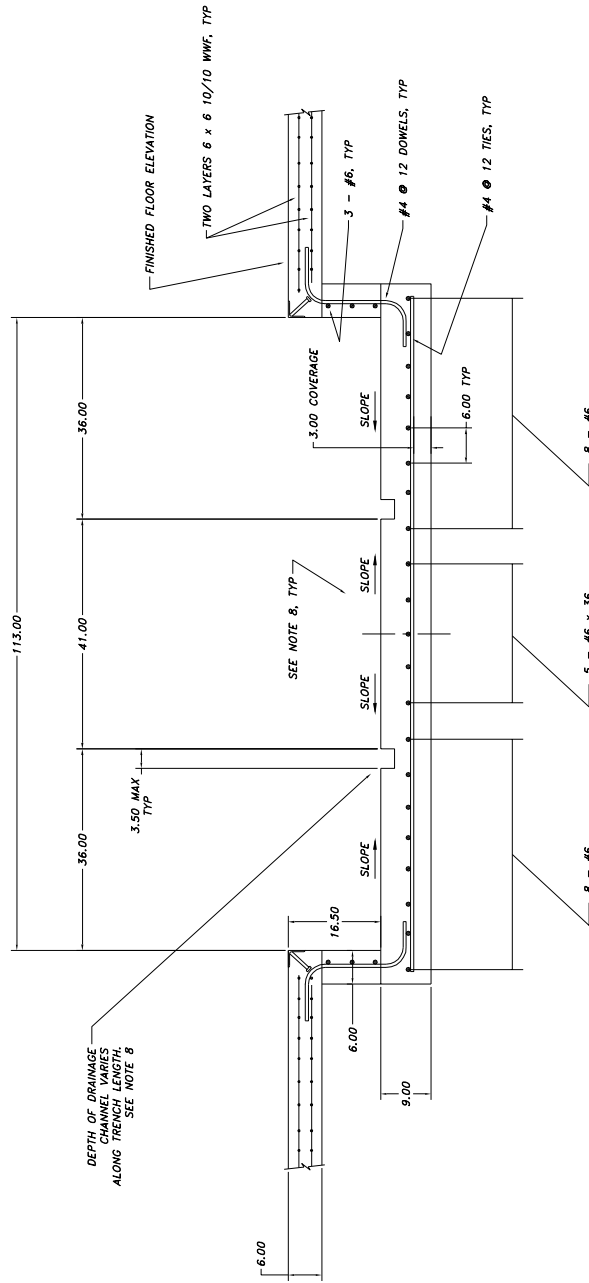 FINISHED FLOOR ELEVATION
TWO LAYERS 6 x 6 10/10 WWF, TYP
3 - #6, TYP
#4 @ 12 DOWELS, TYP
#4 @ 12 TIES, TYP
113.00
36.00
41.00
36.00
3.50 MAX
TYP
SEE NOTE 8, TYP
3.00 COVERAGE
SLOPE
SLOPE
SLOPE
SLOPE
6.00 TYP
16.50
6.00
9.00
6.00
DEPTH OF DRAINAGE
CHANNEL VARIES
ALONG TRENCH LENGTH.
SEE NOTE 8
8 - #6
#6 x 36
8 - #6